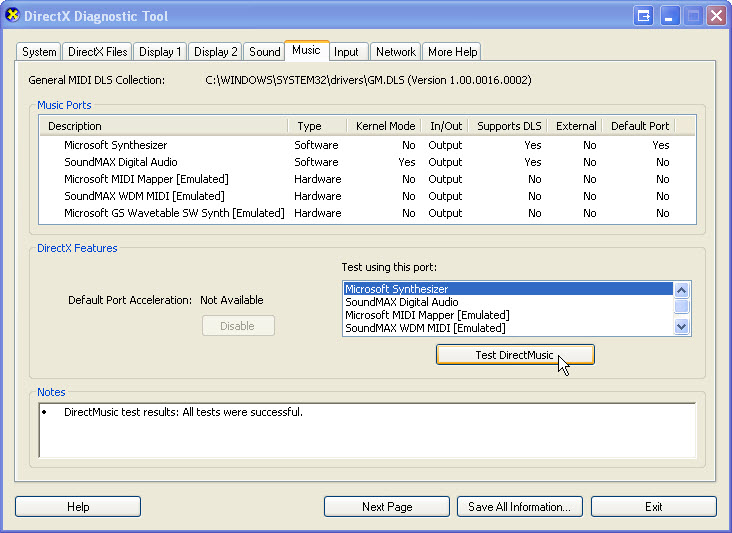 DirectX Diagnostic Tool
System DirectX Files Display 1 Display 2 Sound Music Input Network More Help
General MIDI DLS Collection: C:\WINDOWS\SYSTEM32\drivers\GM.DLS (Version 1.00.0016.0002)
Music Ports
Description Type Kernel Mode In/Out Supports DLS External Default Port
Microsoft Synthesizer Software No Output Yes No Yes
SoundMAX Digital Audio Software Yes Output Yes No No
Microsoft MIDI Mapper [Emulated] Hardware No Output No No No
SoundMAX WDM MIDI [Emulated] Hardware No Output No No No
Microsoft GS Wavetable SW Synth [Emulated] Hardware No Output No No No
DirectX Features
Test using this port:
Default Port Acceleration: Not Available
Disable
Microsoft Synthesizer
SoundMAX Digital Audio
Microsoft MIDI Mapper [Emulated]
SoundMAX WDM MIDI [Emulated]
Test DirectMusic
Notes
• DirectMusic test results: All tests were successful.
Help Next Page Save All Information... Exit